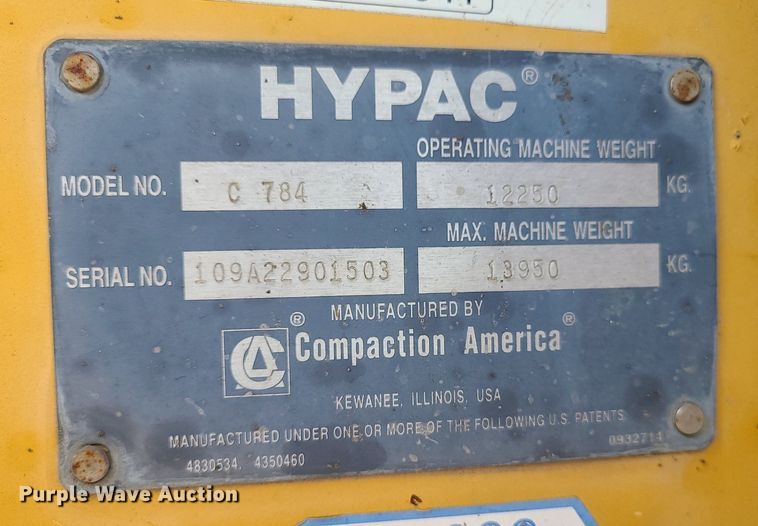 HYPAC®
OPERATING MACHINE WEIGHT
MODEL NO. C 784 12250 KG.
MAX. MACHINE WEIGHT
SERIAL NO. 109A22901503 13950 KG.
MANUFACTURED BY
® Compaction America®
KEWANEE, ILLINOIS, USA
MANUFACTURED UNDER ONE OR MORE OF THE FOLLOWING U.S. PATENTS
4830534, 4350460 0932711
Purple Wave Auction